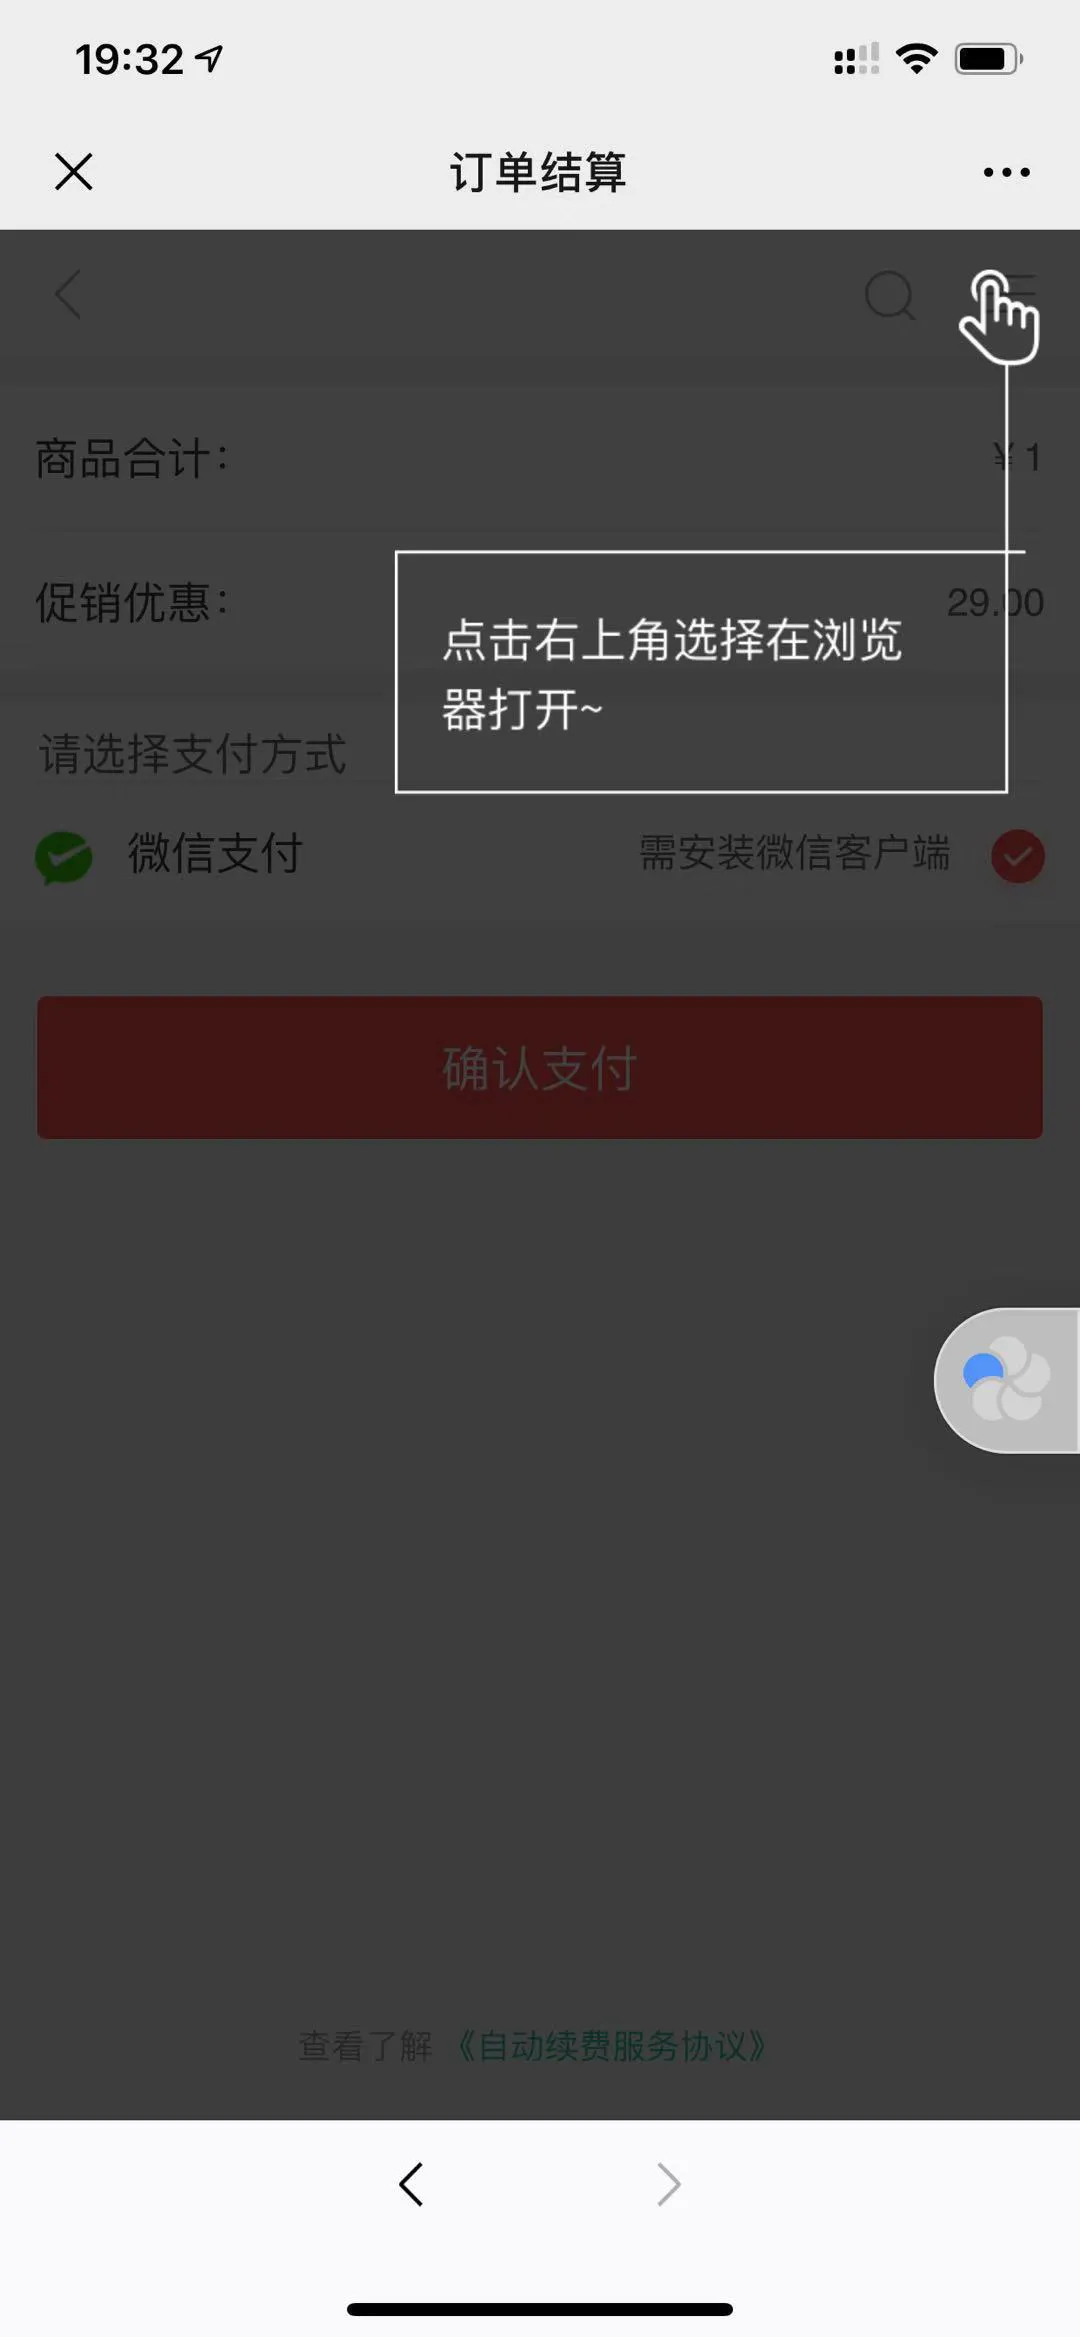 19:32
订单结算
商品合计：
¥ 1
促销优惠：
29.00
点击右上角选择在浏览
器打开~
请选择支付方式
微信支付
需安装微信客户端
确认支付
查看了解《自动续费服务协议》